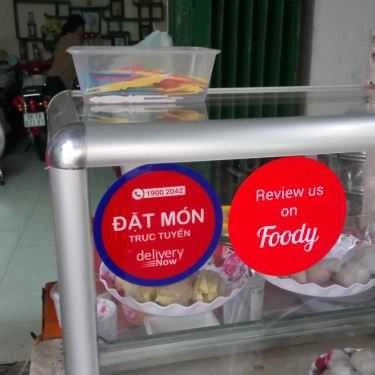 1900 2042
ĐẶT MÓN
TRỰC TUYẾN
delivery
Now
Review us
on
Foody